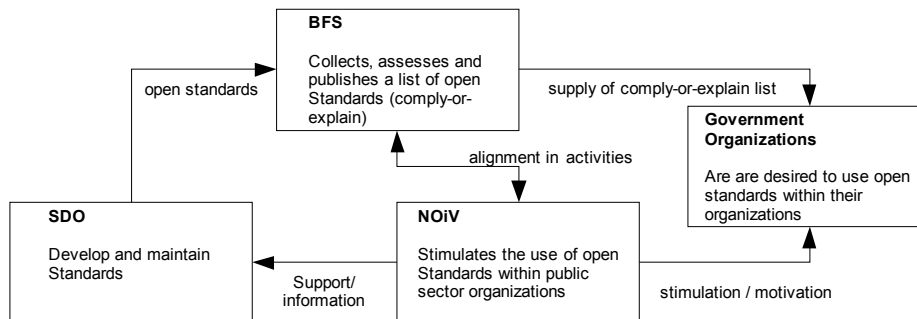 BFS
Collects, assesses and
publishes a list of open
Standards (comply-or-
explain)
open standards
supply of comply-or-explain list
Government
Organizations
Are are desired to use open
standards within their
organizations
alignment in activities
SDO
Develop and maintain
Standards
NOiV
Stimulates the use of open
Standards within public
sector organizations
Support/
information
stimulation / motivation